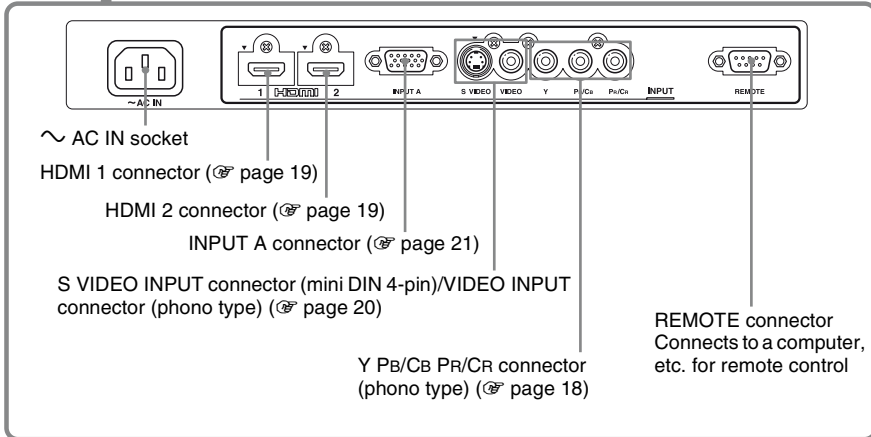 ~ AC IN
1 HDMI 2
INPUT A
S VIDEO VIDEO
Y PB/CB PR/CR
INPUT
REMOTE
∼ AC IN socket
HDMI 1 connector (☞ page 19)
HDMI 2 connector (☞ page 19)
INPUT A connector (☞ page 21)
S VIDEO INPUT connector (mini DIN 4-pin)/VIDEO INPUT
connector (phono type) (☞ page 20)
Y PB/CB PR/CR connector
(phono type) (☞ page 18)
REMOTE connector
Connects to a computer,
etc. for remote control